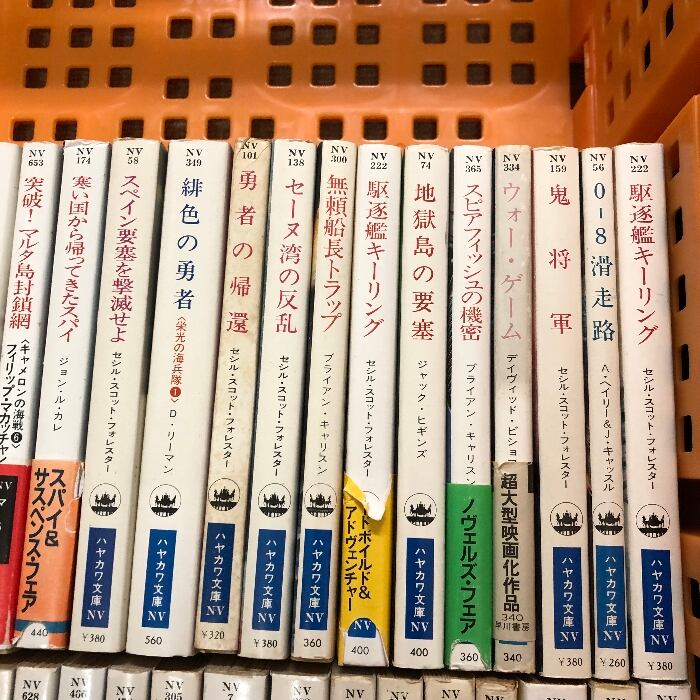 NV
653
突破！マルタ島封鎖網
〈キャメロンの海戦⑥〉
フィリップ・マカッチャン
NV
174
寒い国から帰ってきたスパイ
ジョン・ル・カレ
スパイ＆
サスペンス・フェア
440
NV
58
スペイン要塞を撃滅せよ
セシル・スコット・フォレスター
ハヤカワ文庫
NV
¥380
NV
349
緋色の勇者
〈栄光の海兵隊①〉
D・リーマン
ハヤカワ文庫
NV
560
NV
101
勇者の帰還
セシル・スコット・フォレスター
ハヤカワ文庫
NV
¥320
NV
138
セーヌ湾の反乱
セシル・スコット・フォレスター
ハヤカワ文庫
NV
¥380
NV
300
無頼船長トラップ
ブライアン・キャリスン
ハヤカワ文庫
NV
360
NV
222
駆逐艦キーリング
セシル・スコット・フォレスター
ドボイルド＆
アドヴェンチャー
NV
400
NV
74
地獄島の要塞
ジャック・ヒギンズ
ハヤカワ文庫
NV
400
NV
365
スピアフィッシュの機密
ブライアン・キャリスン
ノヴェルズ・フェア
360
NV
334
ウォー・ゲーム
デイヴィッド・ビショ
超大型映画化作品
340
早川書房
340
NV
159
鬼将軍
セシル・スコット・フォレスター
ハヤカワ文庫
NV
¥380
NV
56
0-8滑走路
A・ヘイリー＆J・キャッスル
ハヤカワ文庫
NV
¥260
NV
222
駆逐艦キーリング
セシル・スコット・フォレスター
ハヤカワ文庫
NV
¥380
NV
628
NV
466
NV
NV
305
NV
7
NV
NV
NV
NV
NV
NV
NV